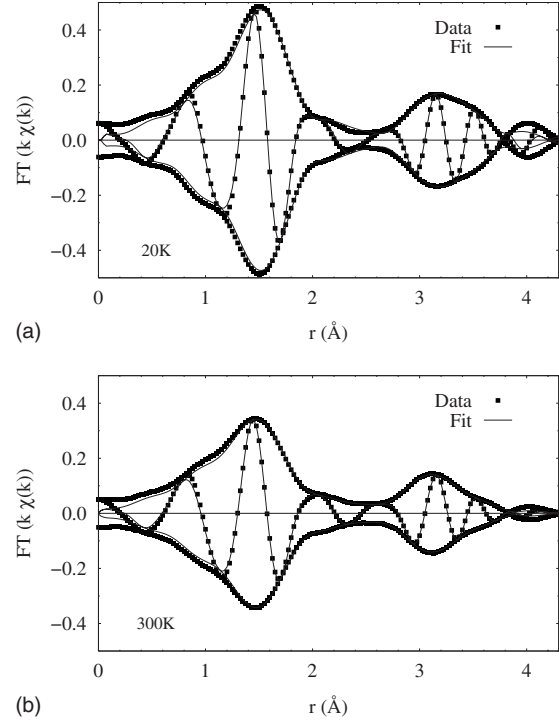 0.4
0.2
0.0
−0.2
−0.4
FT (k χ(k))
Data
Fit
20K
0 1 2 3 4
r (Å)
(a)
0.4
0.2
0.0
−0.2
−0.4
FT (k χ(k))
Data
Fit
300K
0 1 2 3 4
r (Å)
(b)